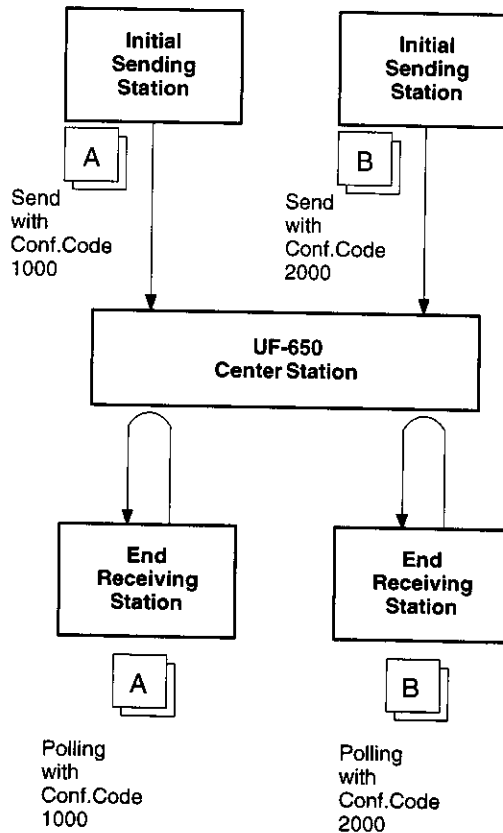 Initial
Sending
Station
Initial
Sending
Station
A
B
Send
with
Conf.Code
1000
Send
with
Conf.Code
2000
UF-650
Center Station
End
Receiving
Station
End
Receiving
Station
A
B
Polling
with
Conf.Code
1000
Polling
with
Conf.Code
2000